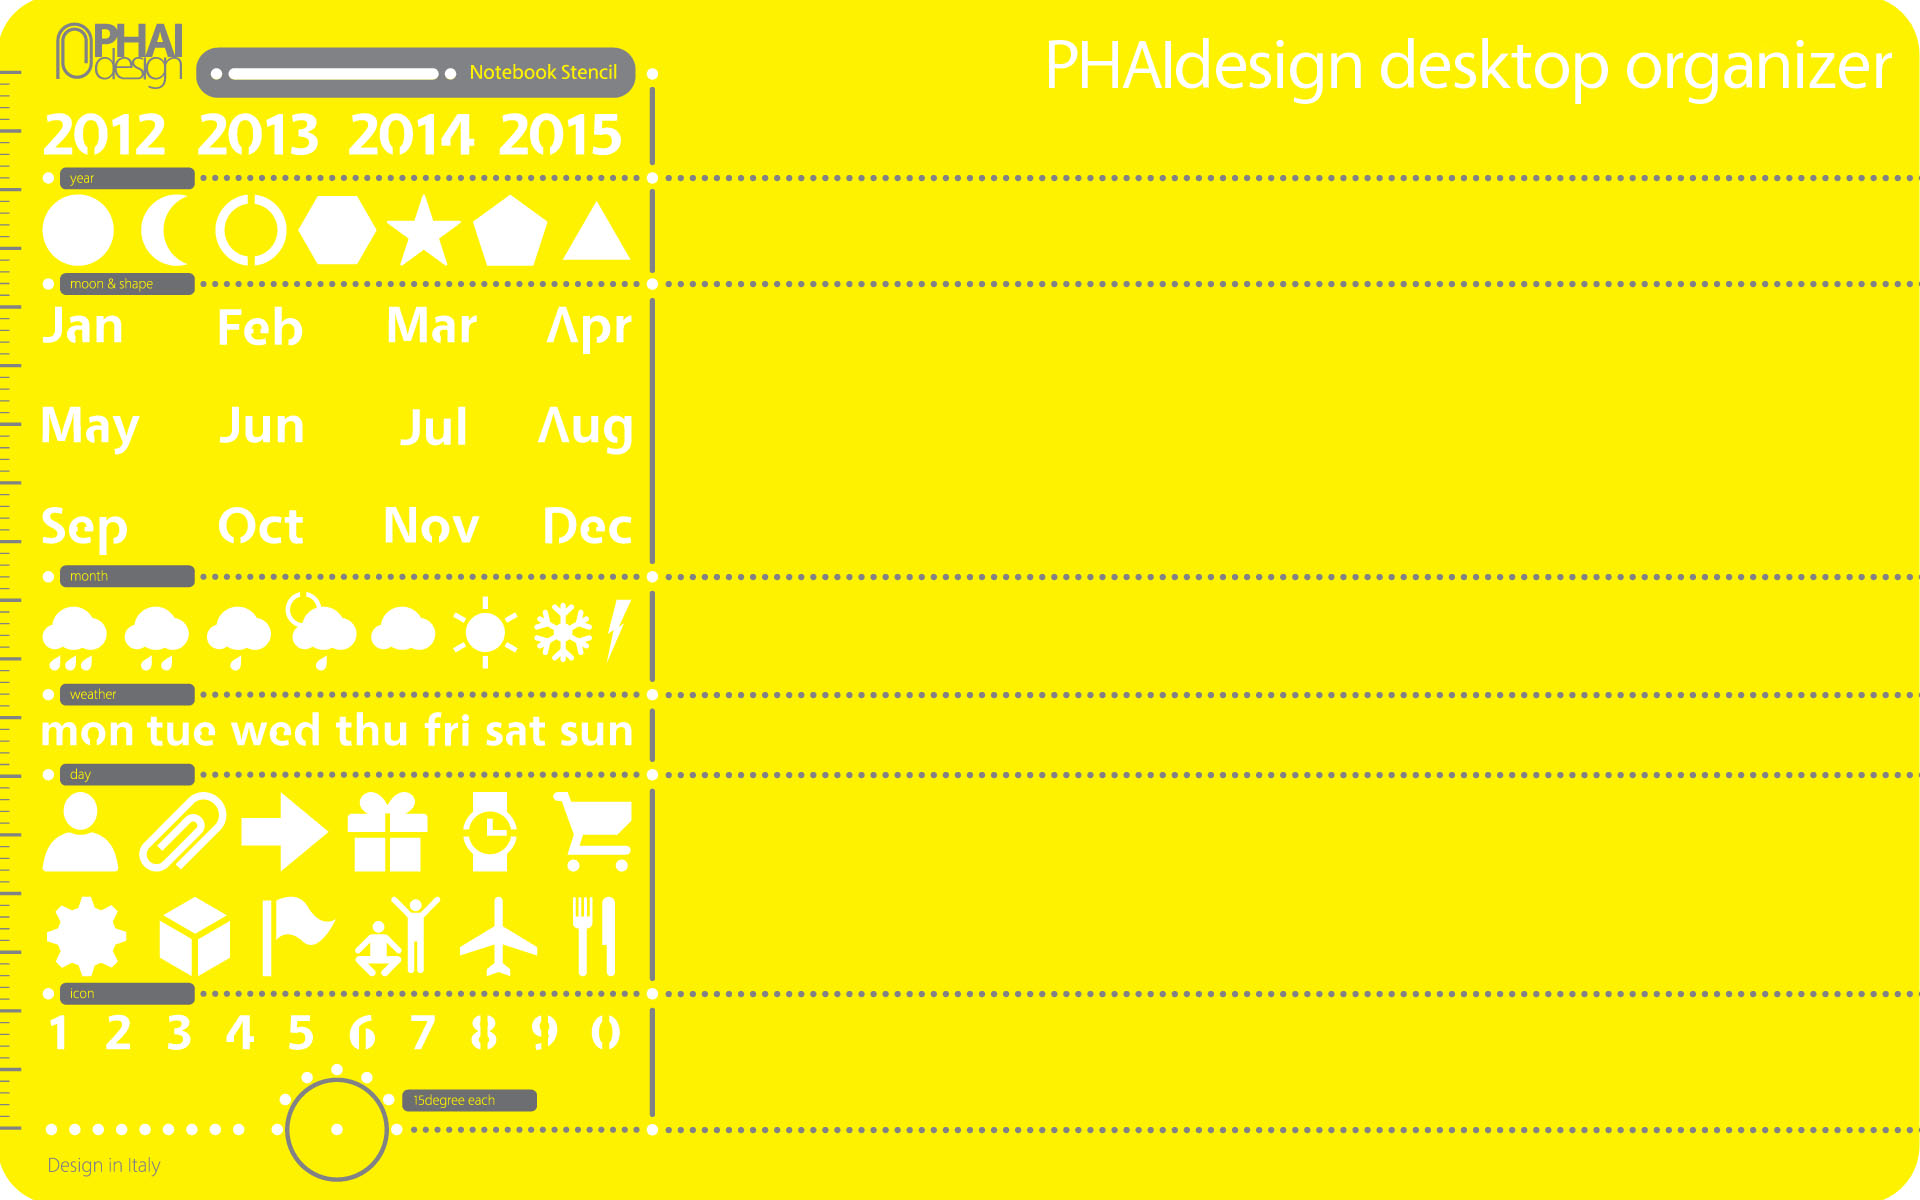 PHAI
design
Notebook Stencil
PHAIdesign desktop organizer
2012 2013 2014 2015
year
moon & shape
Jan Feb Mar Apr
May Jun Jul Aug
Sep Oct Nov Dec
month
weather
mon tue wed thu fri sat sun
day
icon
1 2 3 4 5 6 7 8 9 0
15degree each
Design in Italy